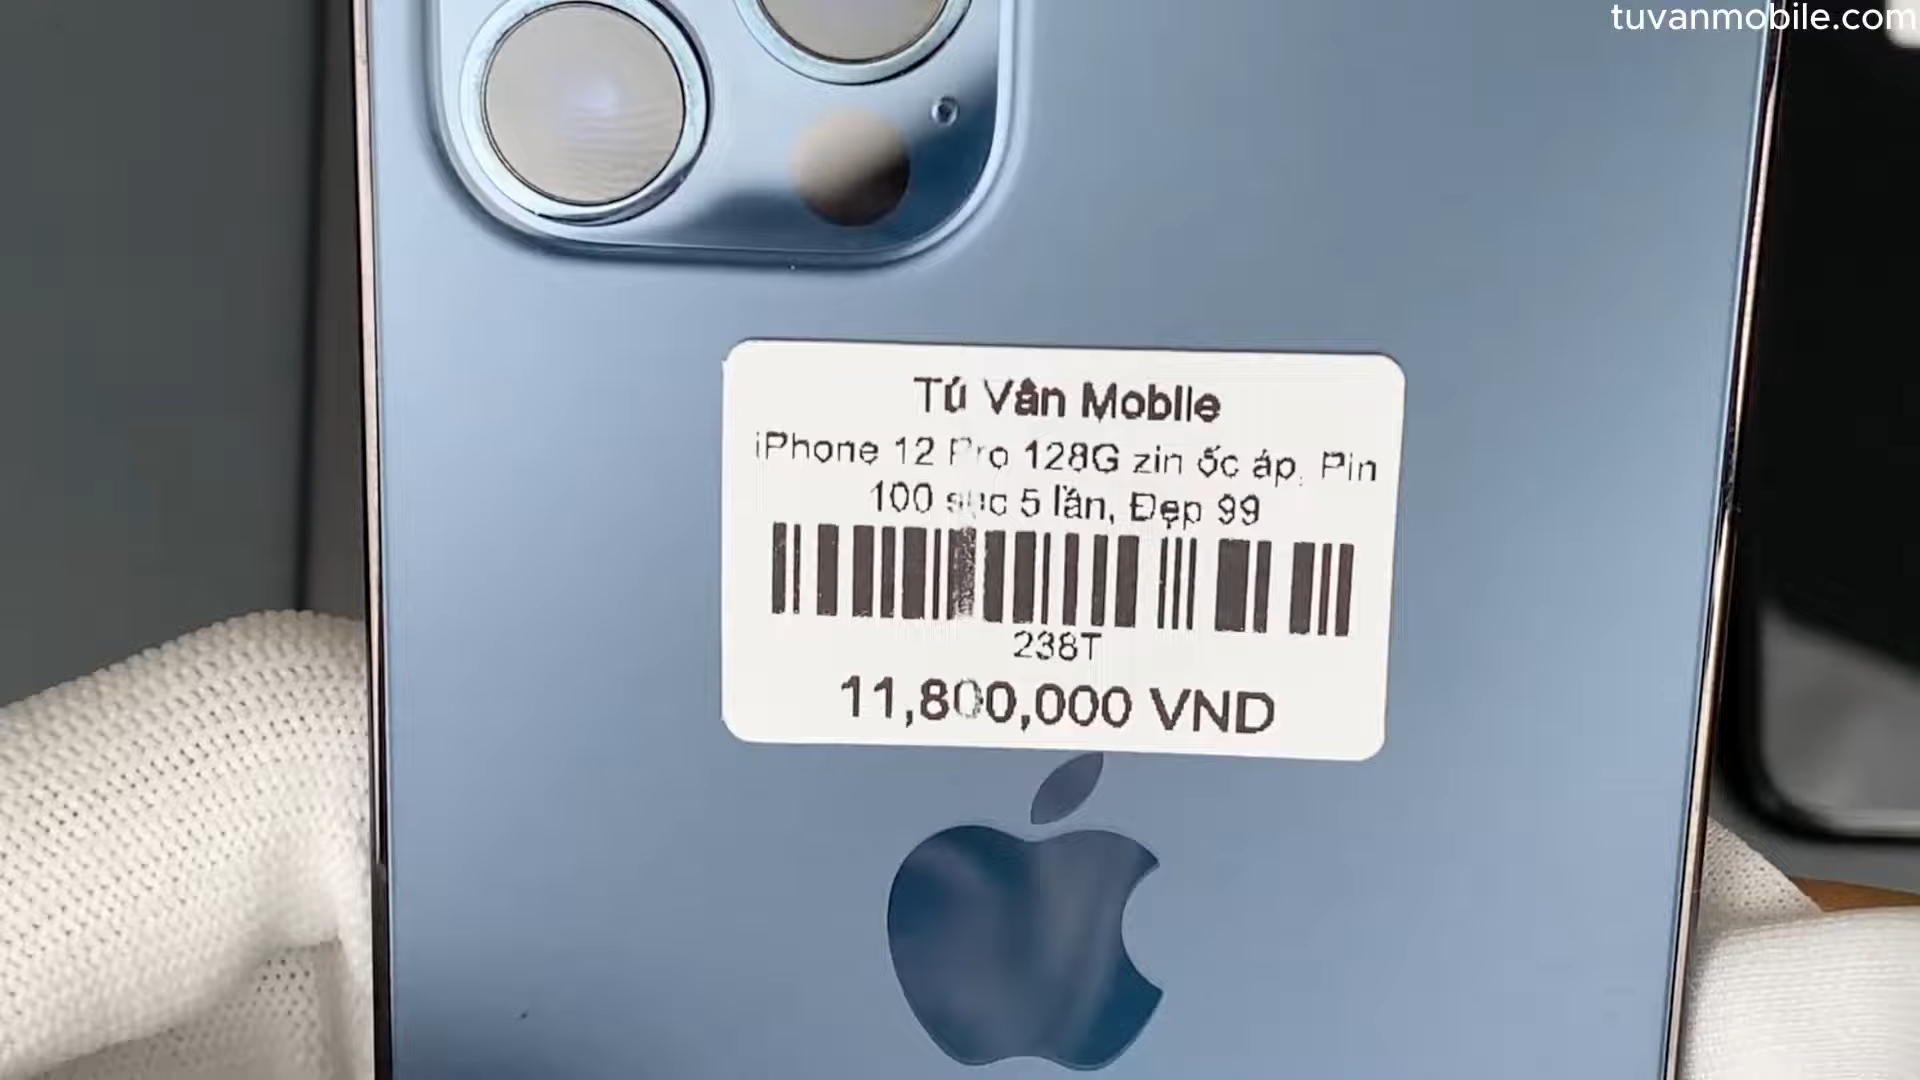 tuvanmobile.com
Tú Vân Mobile
iPhone 12 Pro 128G zin ốc áp, Pin
100 sạc 5 lần, Đẹp 99
238T
11,800,000 VND